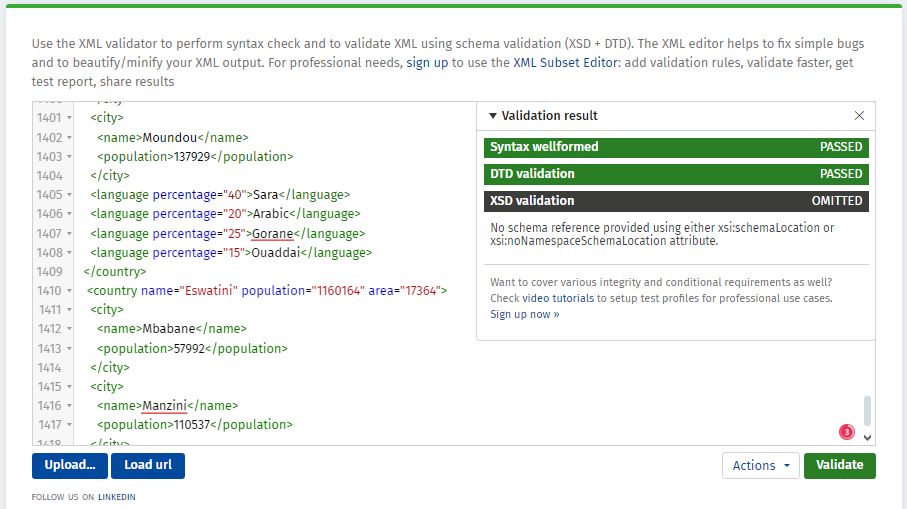 Use the XML validator to perform syntax check and to validate XML using schema validation (XSD + DTD). The XML editor helps to fix simple bugs
and to beautify/minify your XML output. For professional needs, sign up to use the XML Subset Editor: add validation rules, validate faster, get
test report, share results
1401 <city>
1402 <name>Moundou</name>
1403 <population>137929</population>
1404 </city>
1405 <language percentage="40">Sara</language>
1406 <language percentage="20">Arabic</language>
1407 <language percentage="25">Gorane</language>
1408 <language percentage="15">Ouaddai</language>
1409 </country>
1410 <country name="Eswatini" population="1160164" area="17364">
1411 <city>
1412 <name>Mbabane</name>
1413 <population>57992</population>
1414 </city>
1415 <city>
1416 <name>Manzini</name>
1417 <population>110537</population>
1418 </city>
▼ Validation result ×
Syntax wellformed PASSED
DTD validation PASSED
XSD validation OMITTED
No schema reference provided using either xsi:schemaLocation or
xsi:noNamespaceSchemaLocation attribute.
Want to cover various integrity and conditional requirements as well?
Check video tutorials to setup test profiles for professional use cases.
Sign up now »
3
Upload... Load url Actions Validate
FOLLOW US ON LINKEDIN